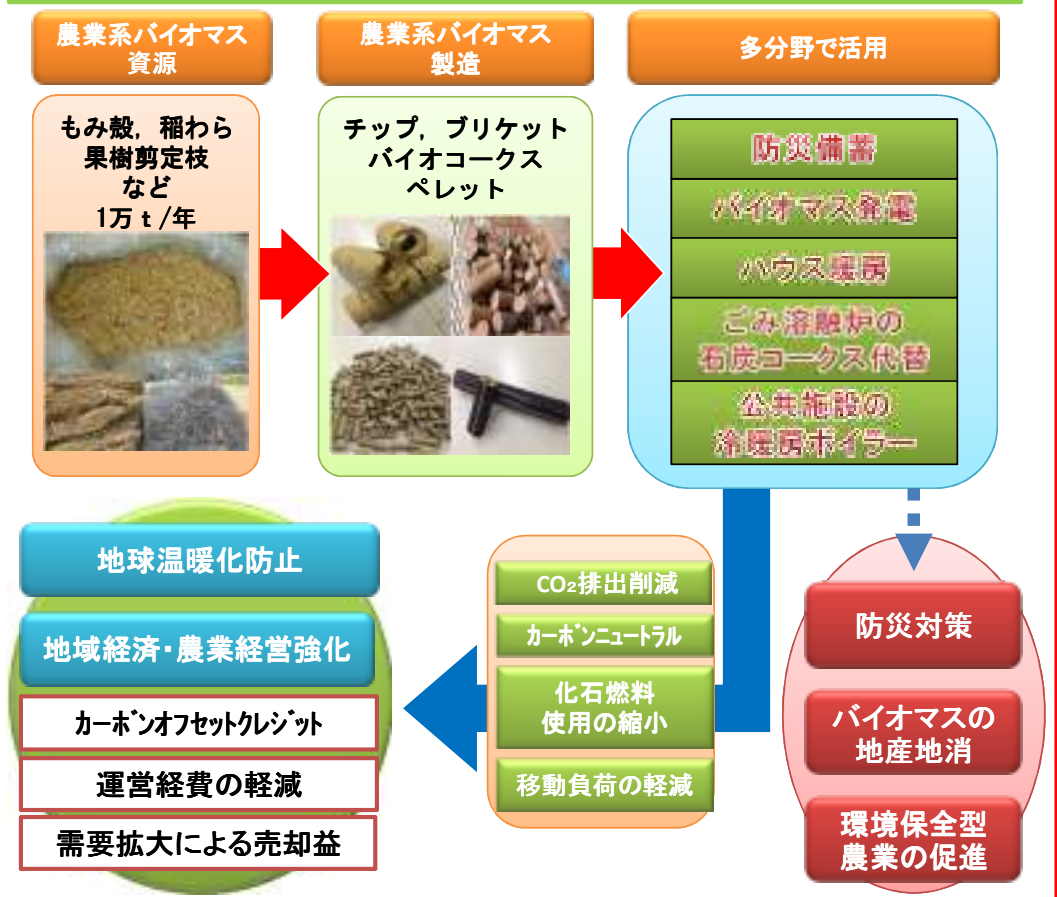 農業系バイオマス
資源
農業系バイオマス
製造
多分野で活用
もみ殻，稲わら
果樹剪定枝
など
1万ｔ/年
チップ，ブリケット
バイオコークス
ペレット
防災備蓄
バイオマス発電
ハウス暖房
ごみ溶融炉の
石炭コークス代替
公共施設の
冷暖房ボイラー
地球温暖化防止
地域経済・農業経営強化
カーボンオフセットクレジット
運営経費の軽減
需要拡大による売却益
CO₂排出削減
カーボンニュートラル
化石燃料
使用の縮小
移動負荷の軽減
防災対策
バイオマスの
地産地消
環境保全型
農業の促進